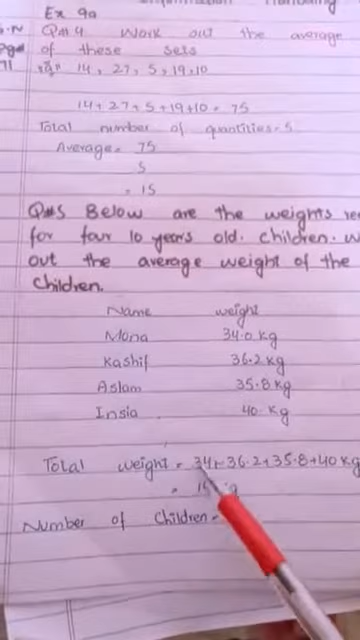 Ex 9a
Q#4 Work out the average
of these sets
"a" 14, 27, 5, 19, 10
14+27+5+19+10 = 75
Total number of quantities = 5
Average = 75
5
= 15
Q#5 Below are the weights
for four 10 years old. children.
out the average weight of the
children.
Name weight
Mona 34.0 kg
Kashif 36.2 kg
Aslam 35.8 kg
Insia 40 kg
Total weight = 34+36.2+35.8+40 kg
=
Number of Children =